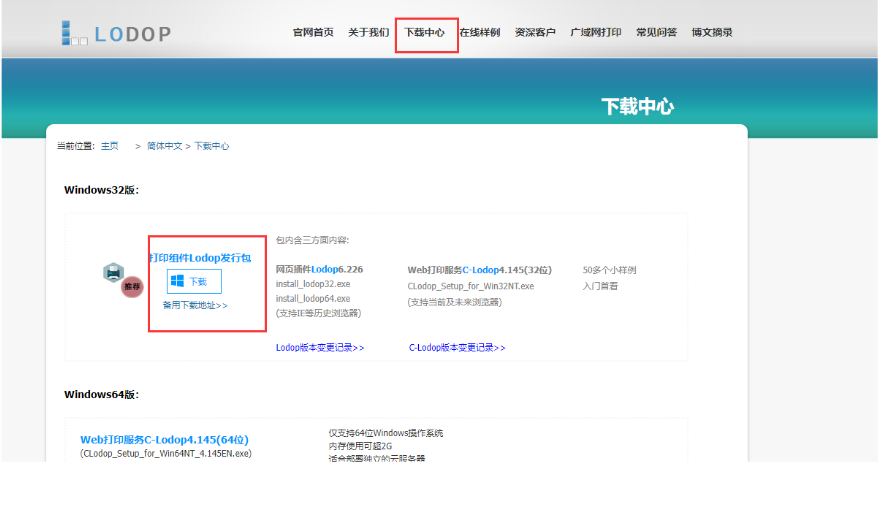 LODOP
官网首页 关于我们 下载中心 在线样例 资深客户 广域网打印 常见问答 博文摘录
下载中心
当前位置: 主页 > 简体中文 > 下载中心
Windows32版:
打印组件Lodop发行包
推荐
下载
备用下载地址>>
包内含三方面内容:
网页插件Lodop6.226
install_lodop32.exe
install_lodop64.exe
(支持IE等历史浏览器)
Web打印服务C-Lodop4.145(32位)
CLodop_Setup_for_Win32NT.exe
(支持当前及未来浏览器)
50多个小样例
入门首看
Lodop版本变更记录>>
C-Lodop版本变更记录>>
Windows64版:
Web打印服务C-Lodop4.145(64位)
(CLodop_Setup_for_Win64NT_4.145EN.exe)
仅支持64位Windows操作系统
内存使用可超2G
适合部署独立的云服务器